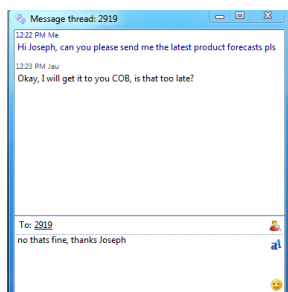 Message thread: 2919
12:22 PM Me
Hi Joseph, can you please send me the latest product forecasts pls
12:23 PM Jau
Okay, I will get it to you COB, is that too late?
To: 2919
no thats fine, thanks Joseph
a!